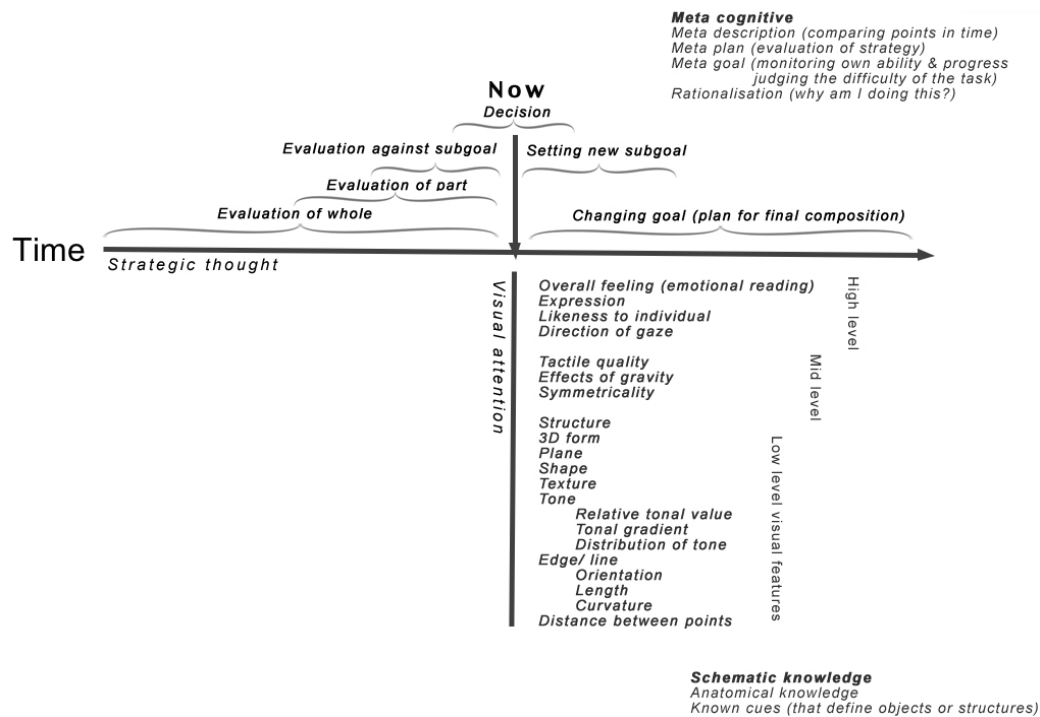 Meta cognitive
Meta description (comparing points in time)
Meta plan (evaluation of strategy)
Meta goal (monitoring own ability & progress
judging the difficulty of the task)
Rationalisation (why am I doing this?)
Now
Decision
Evaluation against subgoal
Setting new subgoal
Evaluation of part
Evaluation of whole
Changing goal (plan for final composition)
Time
Strategic thought
Visual attention
Overall feeling (emotional reading)
Expression
Likeness to individual
Direction of gaze
High level
Tactile quality
Effects of gravity
Symmetricality
Mid level
Structure
3D form
Plane
Shape
Texture
Tone
Relative tonal value
Tonal gradient
Distribution of tone
Edge/ line
Orientation
Length
Curvature
Distance between points
Low level visual features
Schematic knowledge
Anatomical knowledge
Known cues (that define objects or structures)